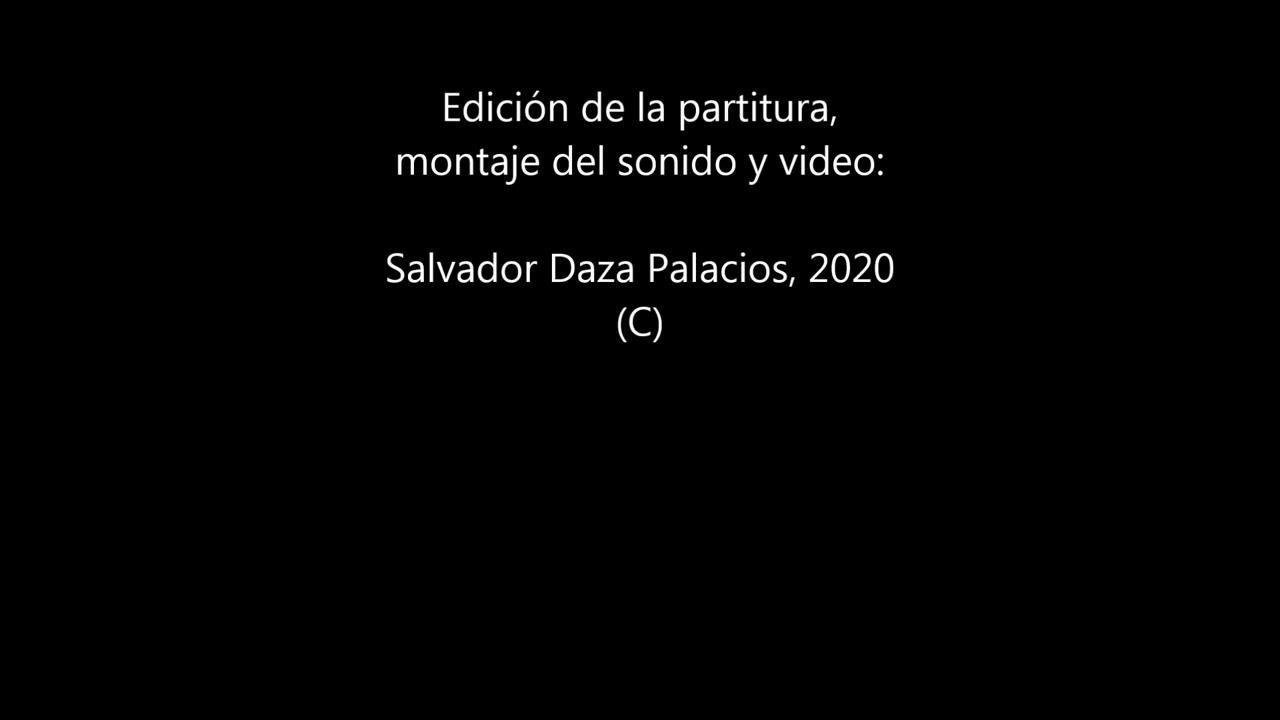 Edición de la partitura,
montaje del sonido y video:
Salvador Daza Palacios, 2020
(C)